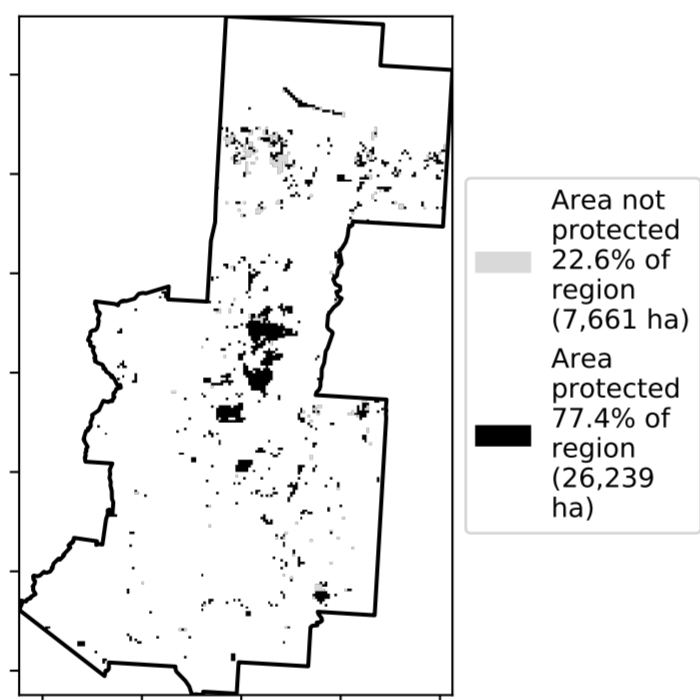 Area not
protected
22.6% of
region
(7,661 ha)
Area
protected
77.4% of
region
(26,239
ha)